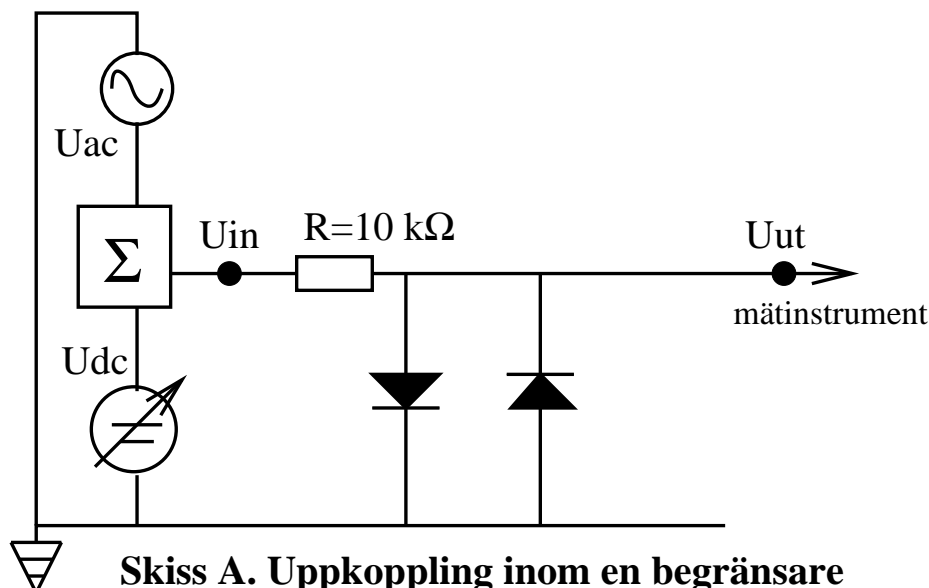 Uac
Σ
Uin
R=10 kΩ
Uut
mätinstrument
Udc
Skiss A. Uppkoppling inom en begränsare